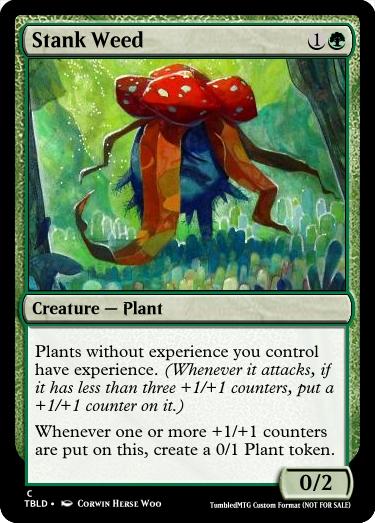 Stank Weed 1
Creature — Plant
Plants without experience you control
have experience. (Whenever it attacks, if
it has less than three +1/+1 counters, put a
+1/+1 counter on it.)
Whenever one or more +1/+1 counters
are put on this, create a 0/1 Plant token.
0/2
C
TBLD • Corwin Herse Woo
TumbledMTG Custom Format (NOT FOR SALE)